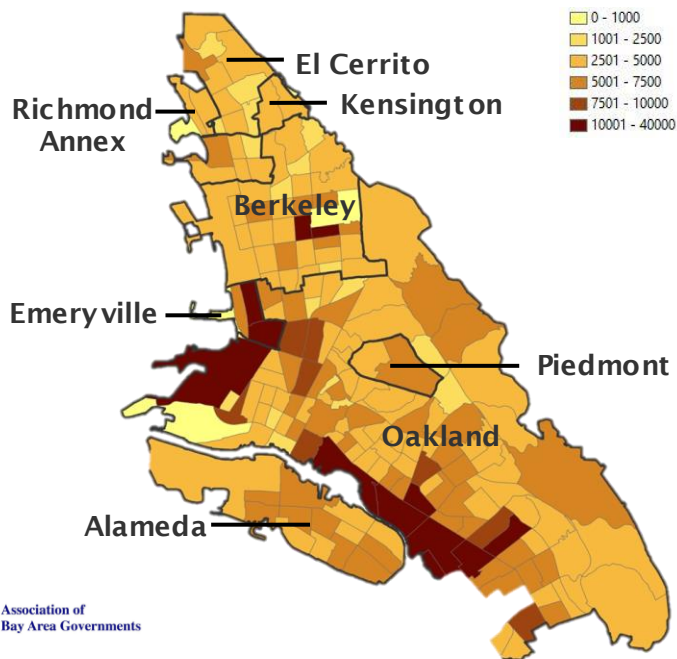 0 - 1000
1001 - 2500
2501 - 5000
5001 - 7500
7501 - 10000
10001 - 40000
El Cerrito
Kensington
Richmond
Annex
Berkeley
Emeryville
Piedmont
Oakland
Alameda
Association of
Bay Area Governments